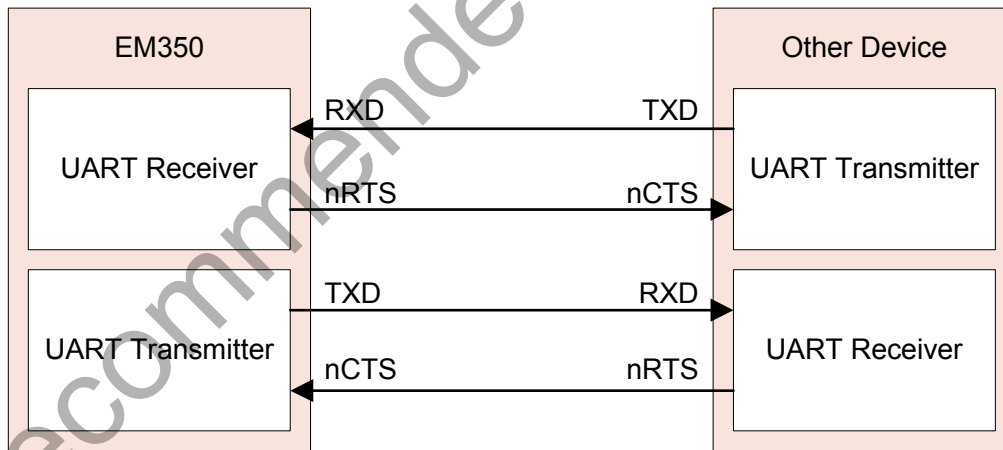 EM350
Other Device
RXD
TXD
UART Receiver
UART Transmitter
nRTS
nCTS
TXD
RXD
UART Transmitter
UART Receiver
nCTS
nRTS
ecommende